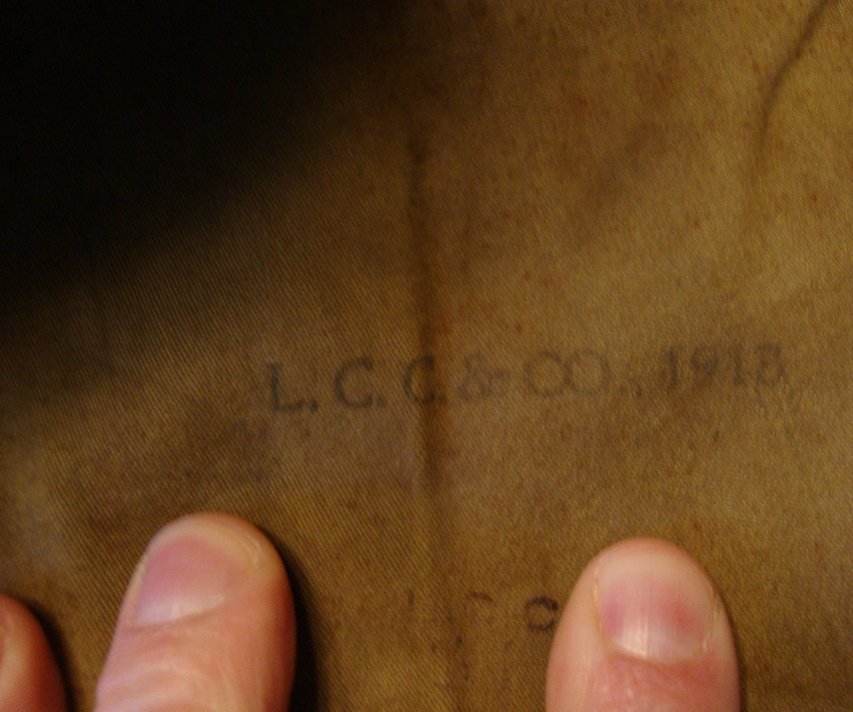 L. C. C. & CO., 1918